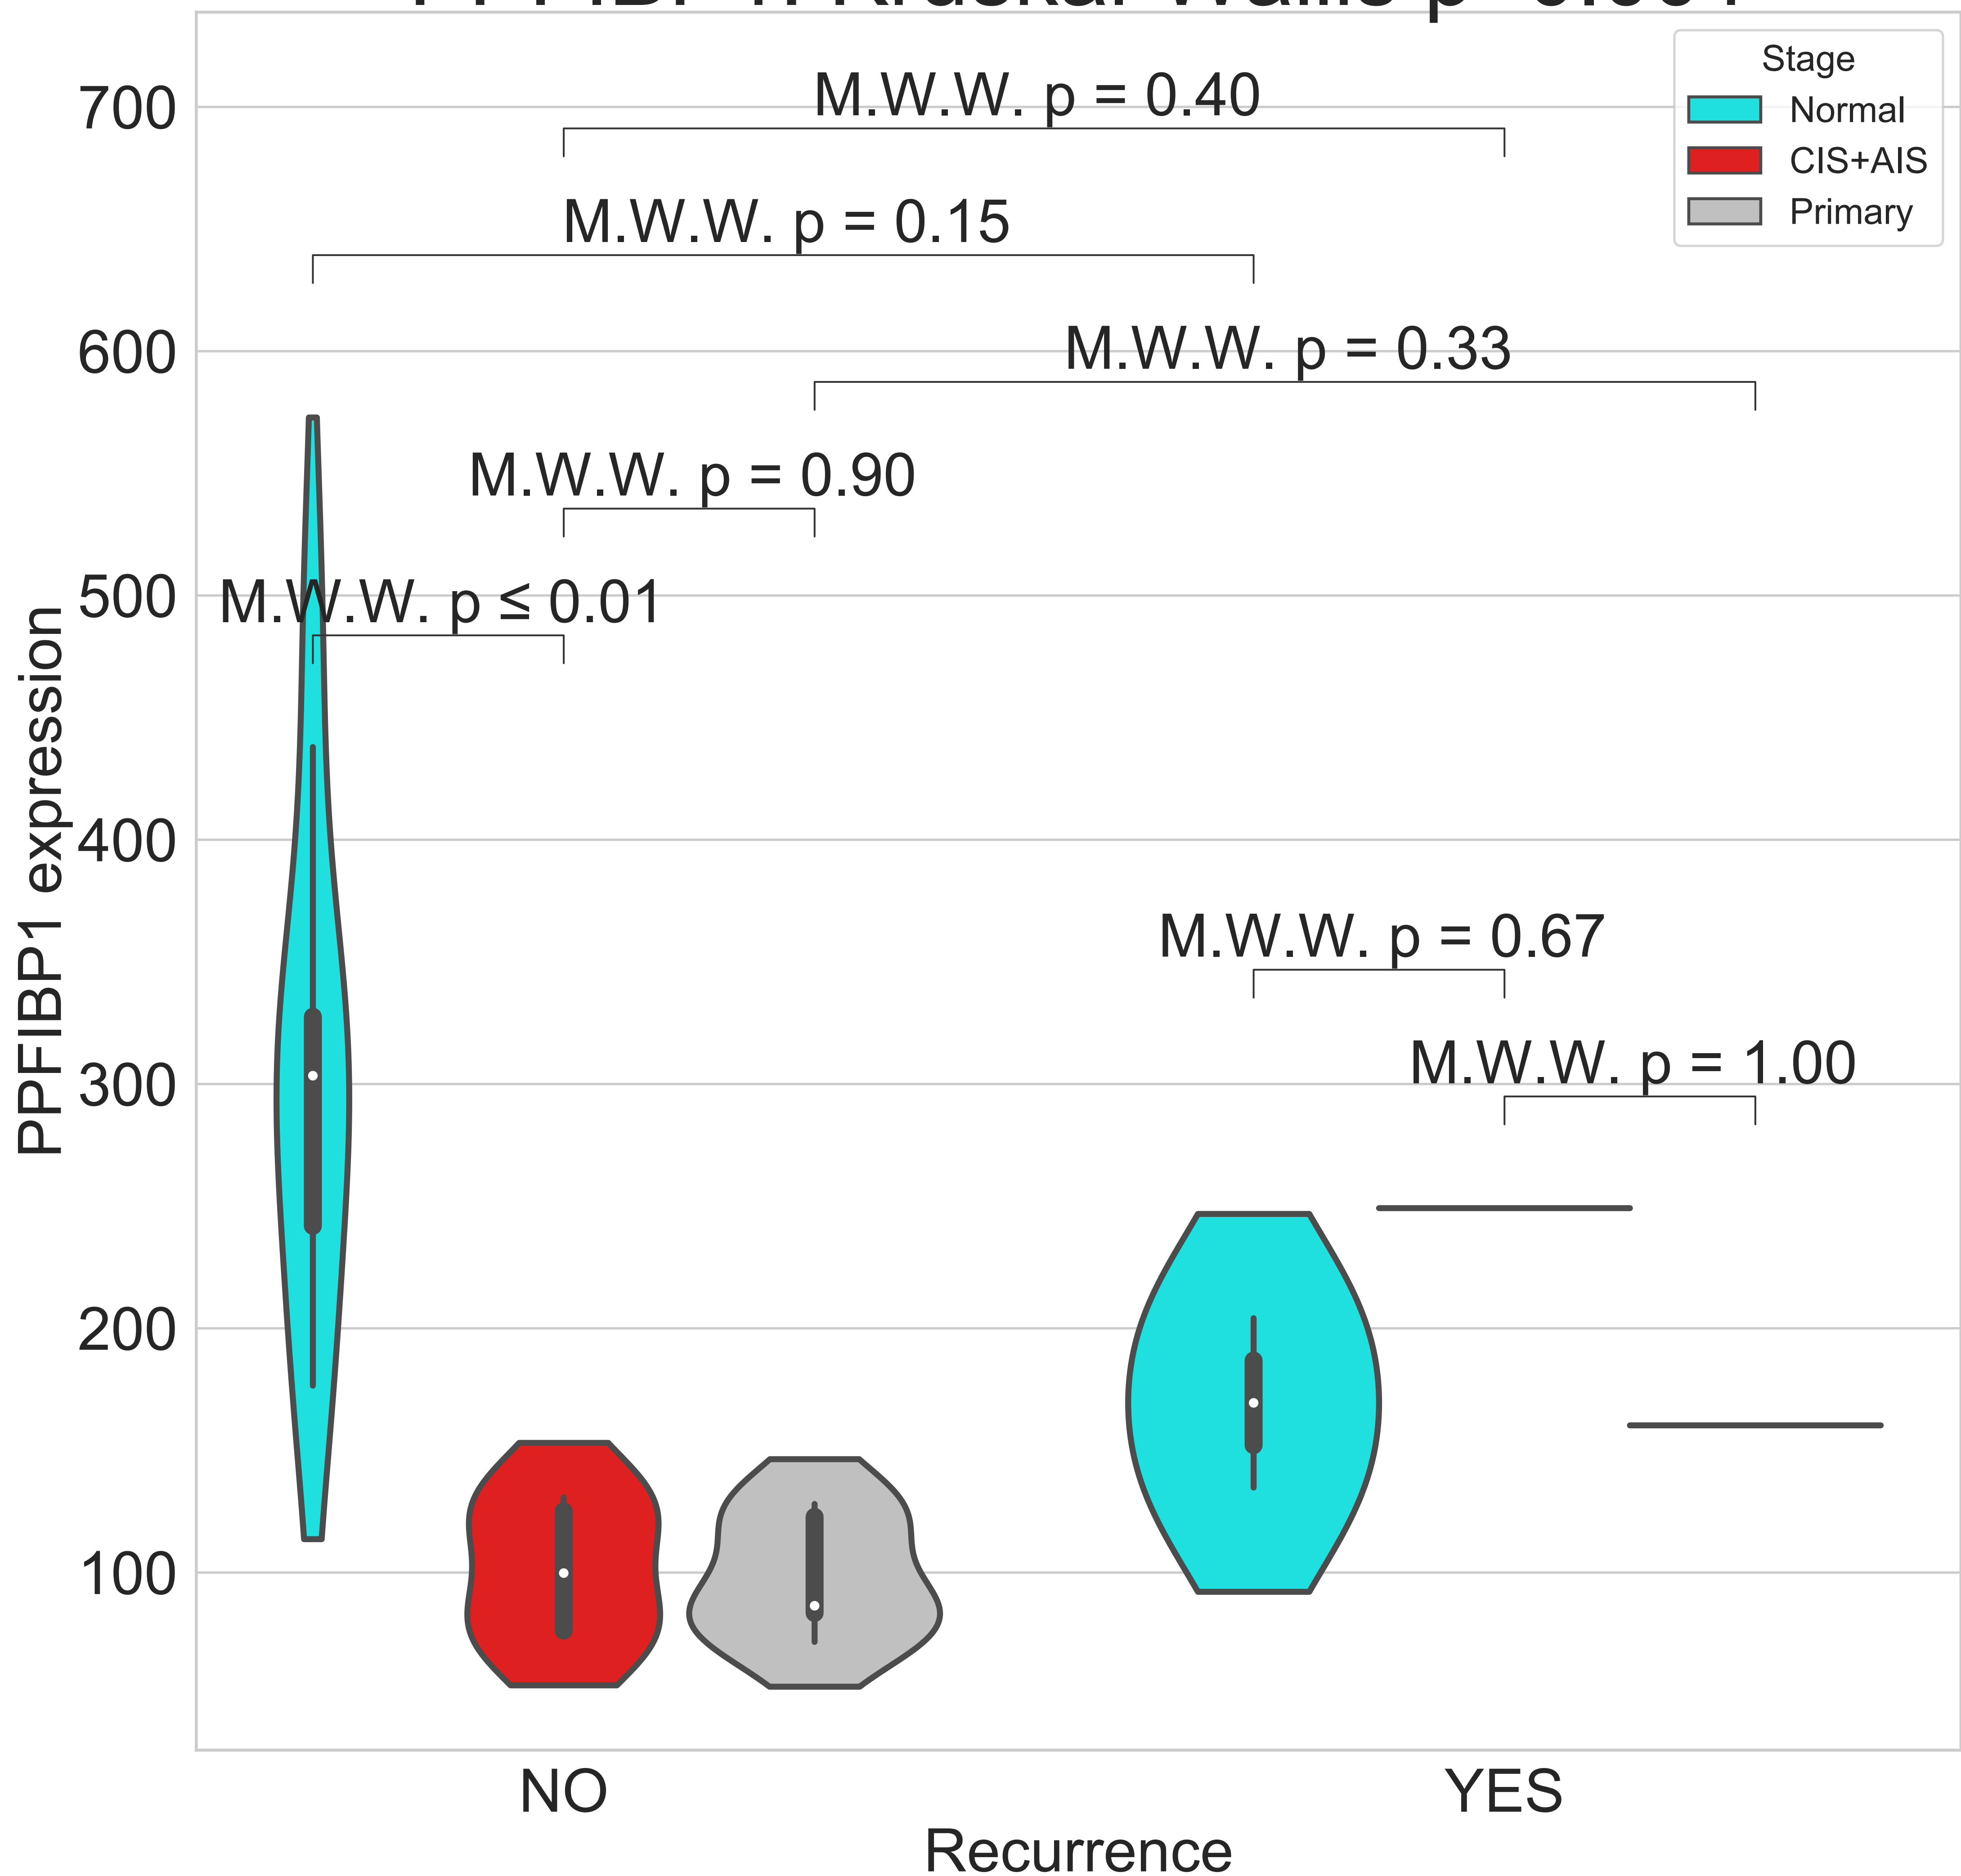 Stage
Normal
CIS+AIS
Primary
M.W.W. p = 0.40
M.W.W. p = 0.15
M.W.W. p = 0.33
M.W.W. p = 0.90
M.W.W. p ≤ 0.01
M.W.W. p = 0.67
M.W.W. p = 1.00
700
600
500
400
300
200
100
PPFIBP1 expression
NO
YES
Recurrence